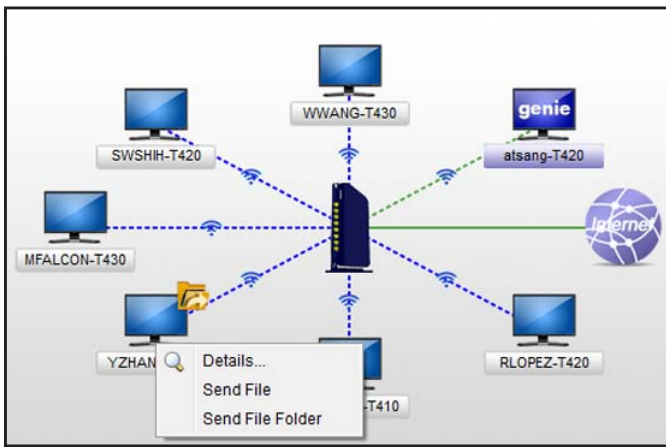 WWANG-T430
genie
SWSHIH-T420
atsang-T420
Internet
MFALCON-T430
YZHAN
Details...
Send File
Send File Folder
-T410
RLOPEZ-T420